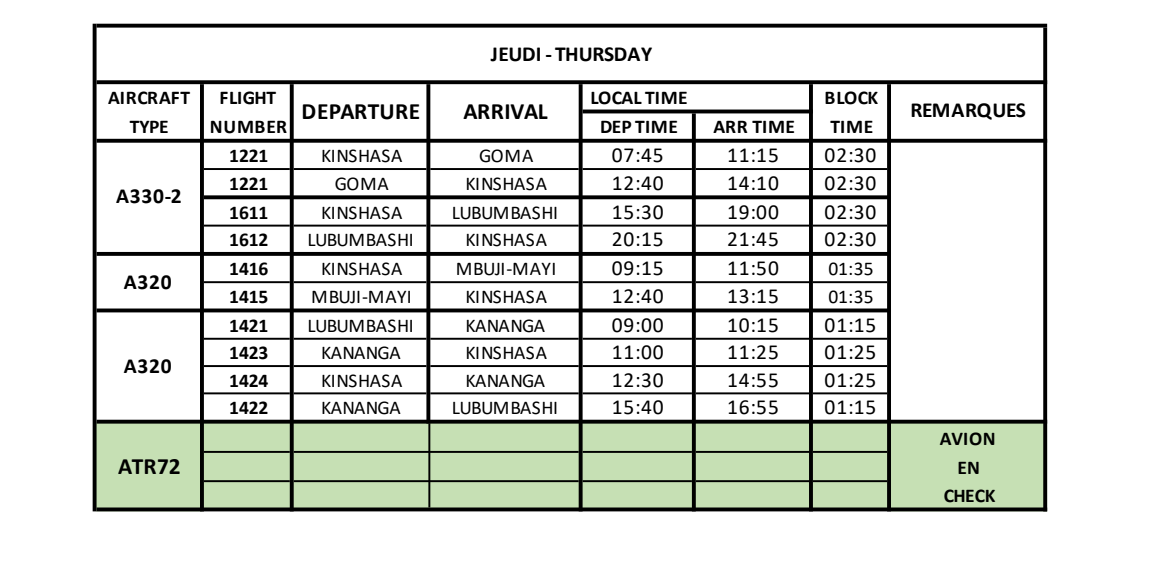 JEUDI - THURSDAY
AIRCRAFT TYPE FLIGHT NUMBER DEPARTURE ARRIVAL LOCAL TIME DEP TIME ARR TIME BLOCK TIME REMARQUES
A330-2
1221 KINSHASA GOMA 07:45 11:15 02:30
1221 GOMA KINSHASA 12:40 14:10 02:30
1611 KINSHASA LUBUMBASHI 15:30 19:00 02:30
1612 LUBUMBASHI KINSHASA 20:15 21:45 02:30
A320
1416 KINSHASA MBUJI-MAYI 09:15 11:50 01:35
1415 MBUJI-MAYI KINSHASA 12:40 13:15 01:35
A320
1421 LUBUMBASHI KANANGA 09:00 10:15 01:15
1423 KANANGA KINSHASA 11:00 11:25 01:25
1424 KINSHASA KANANGA 12:30 14:55 01:25
1422 KANANGA LUBUMBASHI 15:40 16:55 01:15
ATR72
AVION
EN
CHECK